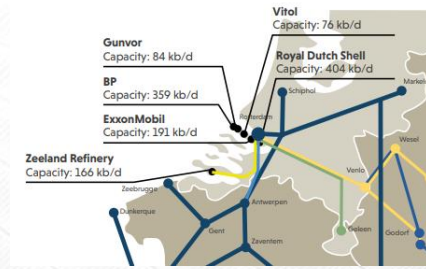 Vitol
Capacity: 76 kb/d
Gunvor
Capacity: 84 kb/d
Royal Dutch Shell
Capacity: 404 kb/d
BP
Capacity: 359 kb/d
ExxonMobil
Capacity: 191 kb/d
Zeeland Refinery
Capacity: 166 kb/d
Schiphol
Markelo
Rotterdam
Wesel
Venlo
Zeebrugge
Antwerpen
Dunkerque
Gent
Geleen
Godorf
Zaventem